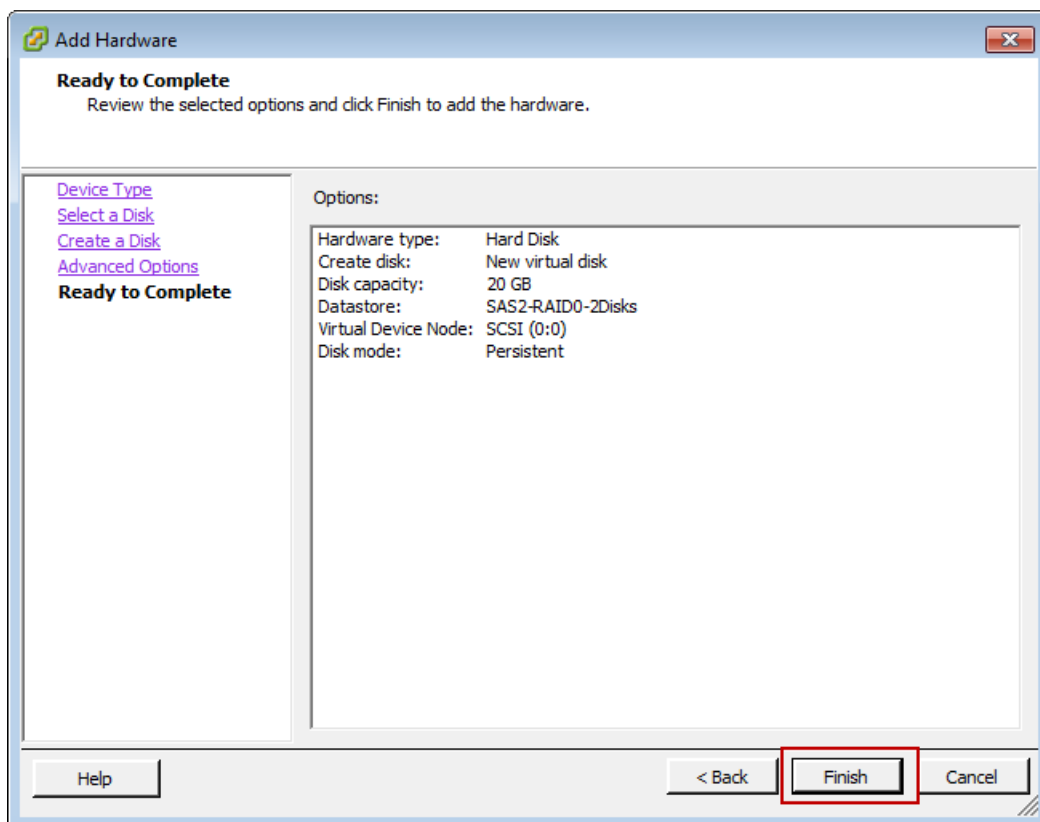 Add Hardware
Ready to Complete
Review the selected options and click Finish to add the hardware.
Device Type
Select a Disk
Create a Disk
Advanced Options
Ready to Complete
Options:
Hardware type: Hard Disk
Create disk: New virtual disk
Disk capacity: 20 GB
Datastore: SAS2-RAID0-2Disks
Virtual Device Node: SCSI (0:0)
Disk mode: Persistent
Help
< Back
Finish
Cancel